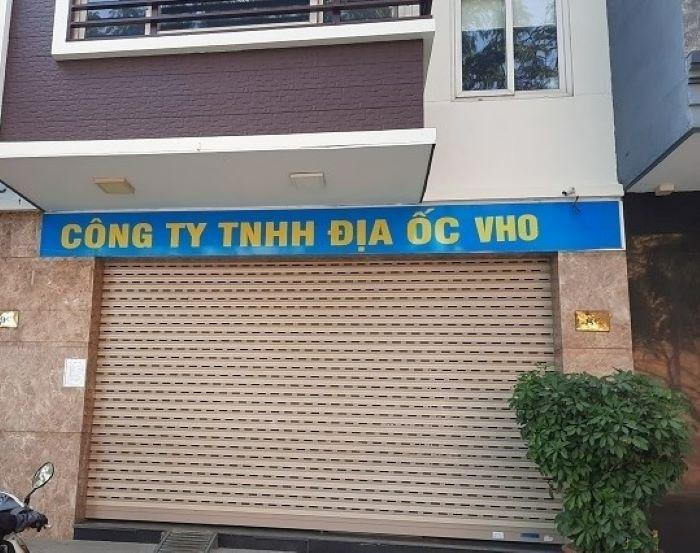 CÔNG TY TNHH ĐỊA ỐC VHO